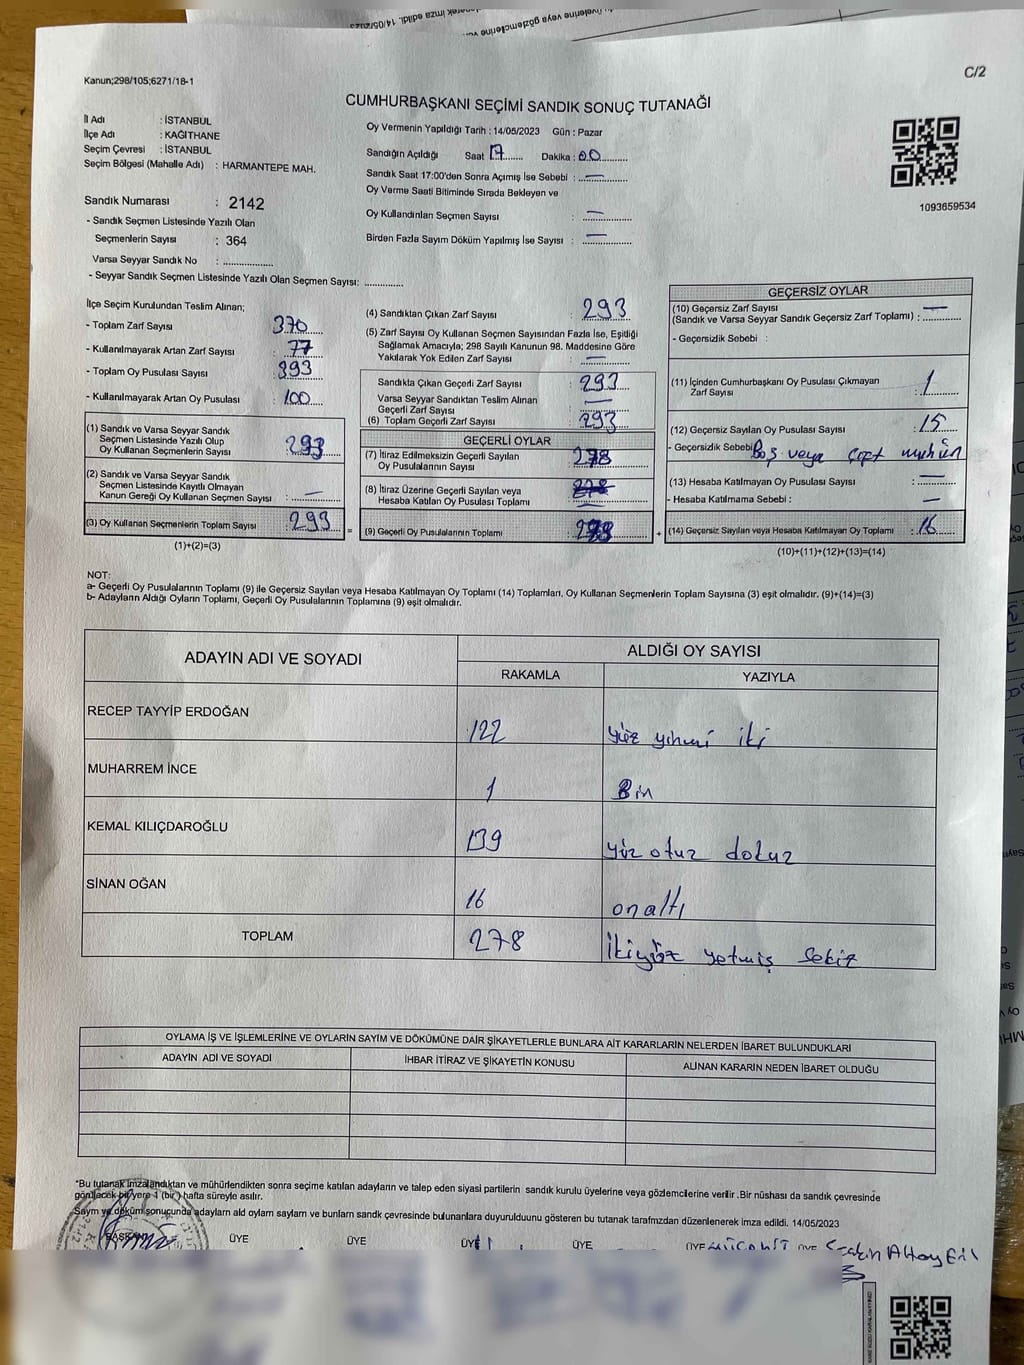 Kanun;298/105;6271/18-1
C/2
CUMHURBAŞKANI SEÇİMİ SANDIK SONUÇ TUTANAĞI
İl Adı : İSTANBUL
İlçe Adı : KAĞITHANE
Seçim Çevresi : İSTANBUL
Seçim Bölgesi (Mahalle Adı) : HARMANTEPE MAH.
Oy Vermenin Yapıldığı Tarih : 14/05/2023 Gün : Pazar
Sandığın Açıldığı Saat 17 Dakika : 00
Sandık Saat 17:00'den Sonra Açımış İse Sebebi : —
Oy Verme Saati Bitiminde Sırada Bekleyen ve
Oy Kullandırılan Seçmen Sayısı : —
Birden Fazla Sayım Döküm Yapılmış İse Sayısı : —
1093659534
Sandık Numarası : 2142
- Sandık Seçmen Listesinde Yazılı Olan
Seçmenlerin Sayısı : 364
Varsa Seyyar Sandık No : ..............
- Seyyar Sandık Seçmen Listesinde Yazılı Olan Seçmen Sayısı: ..............
İlçe Seçim Kurulundan Teslim Alınan;
- Toplam Zarf Sayısı 370
- Kullanılmayarak Artan Zarf Sayısı : 77
- Toplam Oy Pusulası Sayısı : 393
- Kullanılmayarak Artan Oy Pusulası : 100
(1) Sandık ve Varsa Seyyar Sandık
Seçmen Listesinde Yazılı Olup
Oy Kullanan Seçmenlerin Sayısı : 293
(2) Sandık ve Varsa Seyyar Sandık
Seçmen Listesinde Kayıtlı Olmayan
Kanun Gereği Oy Kullanan Seçmen Sayısı : —
(3) Oy Kullanan Seçmenlerin Toplam Sayısı : 293
(1)+(2)=(3)
(4) Sandıktan Çıkan Zarf Sayısı : 293
(5) Zarf Sayısı Oy Kullanan Seçmen Sayısından Fazla İse, Eşitliği
Sağlamak Amacıyla; 298 Sayılı Kanunun 98. Maddesine Göre
Yakılarak Yok Edilen Zarf Sayısı : —
Sandıkta Çıkan Geçerli Zarf Sayısı : 293
Varsa Seyyar Sandıktan Teslim Alınan
Geçerli Zarf Sayısı : —
(6) Toplam Geçerli Zarf Sayısı : 293
GEÇERLİ OYLAR
(7) İtiraz Edilmeksizin Geçerli Sayılan
Oy Pusulalarının Sayısı : 278
(8) İtiraz Üzerine Geçerli Sayılan veya
Hesaba Katılan Oy Pusulası Toplamı : —
(9) Geçerli Oy Pusulalarının Toplamı : 278
GEÇERSİZ OYLAR
(10) Geçersiz Zarf Sayısı
(Sandık ve Varsa Seyyar Sandık Geçersiz Zarf Toplamı) : —
- Geçersizlik Sebebi :
(11) İçinden Cumhurbaşkanı Oy Pusulası Çıkmayan
Zarf Sayısı : 1
(12) Geçersiz Sayılan Oy Pusulası Sayısı : 15
- Geçersizlik Sebebi Boş veya çift mühür
(13) Hesaba Katılmayan Oy Pusulası Sayısı : —
- Hesaba Katılmama Sebebi : —
(14) Geçersiz Sayılan veya Hesaba Katılmayan Oy Toplamı : 16
(10)+(11)+(12)+(13)=(14)
NOT:
a- Geçerli Oy Pusulalarının Toplamı (9) ile Geçersiz Sayılan veya Hesaba Katılmayan Oy Toplamı (14) Toplamları, Oy Kullanan Seçmenlerin Toplam Sayısına (3) eşit olmalıdır. (9)+(14)=(3)
b- Adayların Aldığı Oyların Toplamı, Geçerli Oy Pusulalarının Toplamına (9) eşit olmalıdır.
ADAYIN ADI VE SOYADI ALDIĞI OY SAYISI
RAKAMLA YAZIYLA
RECEP TAYYİP ERDOĞAN 122 yüz yirmi iki
MUHARREM İNCE 1 Bir
KEMAL KILIÇDAROĞLU 139 yüz otuz dokuz
SİNAN OĞAN 16 onaltı
TOPLAM 278 İkiyüz yetmiş sekiz
OYLAMA İŞ VE İŞLEMLERİNE VE OYLARIN SAYIM VE DÖKÜMÜNE DAİR ŞİKAYETLERLE BUNLARA AİT KARARLARIN NELERDEN İBARET BULUNDUKLARI
ADAYIN ADI VE SOYADI İHBAR İTİRAZ VE ŞİKAYETİN KONUSU ALINAN KARARIN NEDEN İBARET OLDUĞU
*Bu tutanak imzalandıktan ve mühürlendikten sonra seçime katılan adayların ve talep eden siyasi partilerin sandık kurulu üyelerine veya gözlemcilerine verilir .Bir nüshası da sandık çevresinde
görülecek bir yere 1 (bir ) hafta süreyle asılır.
Sayım ve döküm sonucunda adayların ald oyların sayları ve bunların sandk çevresinde bulunanlara duyurulduunu gösteren bu tutanak tarafmzdan düzenlenerek imza edildi. 14/05/2023
BAŞKAN ÜYE ÜYE ÜYE ÜYE ÜYE ÜYE